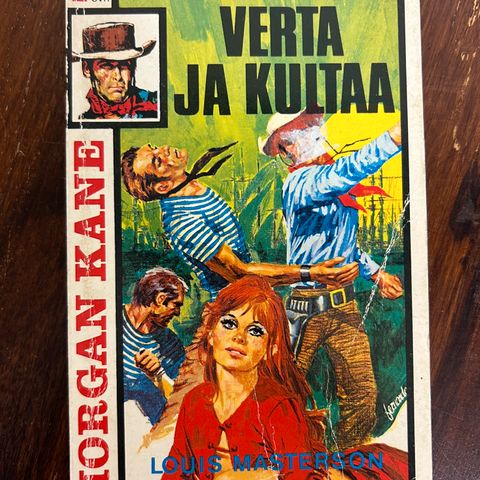 VERTA
JA KULTAA
MORGAN KANE
LOUIS MASTERSON